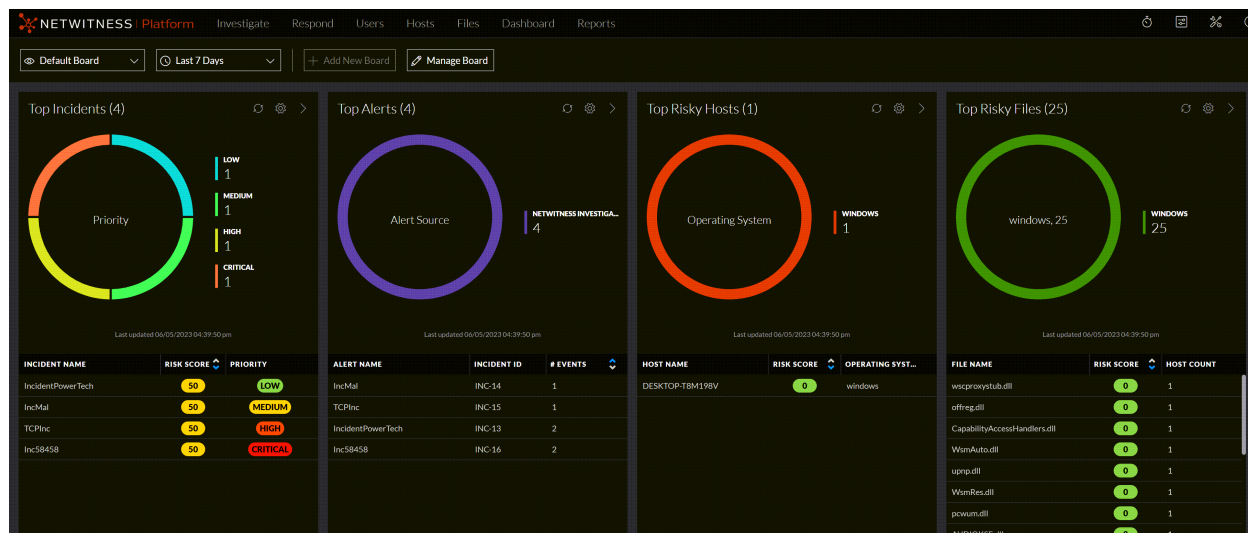 NETWITNESS | Platform Investigate Respond Users Hosts Files Dashboard Reports
Default Board Last 7 Days + Add New Board Manage Board
Top Incidents (4)
Priority
LOW
1
MEDIUM
1
HIGH
1
CRITICAL
1
Last updated 06/05/2023 04:39:50 pm
INCIDENT NAME RISK SCORE PRIORITY
IncidentPowerTech 50 LOW
IncMal 50 MEDIUM
TCPInc 50 HIGH
Inc58458 50 CRITICAL
Top Alerts (4)
Alert Source
NETWITNESS INVESTIGA...
4
Last updated 06/05/2023 04:39:50 pm
ALERT NAME INCIDENT ID # EVENTS
IncMal INC-14 1
TCPInc INC-15 1
IncidentPowerTech INC-13 2
Inc58458 INC-16 2
Top Risky Hosts (1)
Operating System
WINDOWS
1
Last updated 06/05/2023 04:39:50 pm
HOST NAME RISK SCORE OPERATING SYST...
DESKTOP-T8M198V 0 windows
Top Risky Files (25)
windows, 25
WINDOWS
25
Last updated 06/05/2023 04:39:50 pm
FILE NAME RISK SCORE HOST COUNT
wscproxystub.dll 0 1
offreg.dll 0 1
CapabilityAccessHandlers.dll 0 1
WsmAuto.dll 0 1
upnp.dll 0 1
WsmRes.dll 0 1
pcwum.dll 0 1